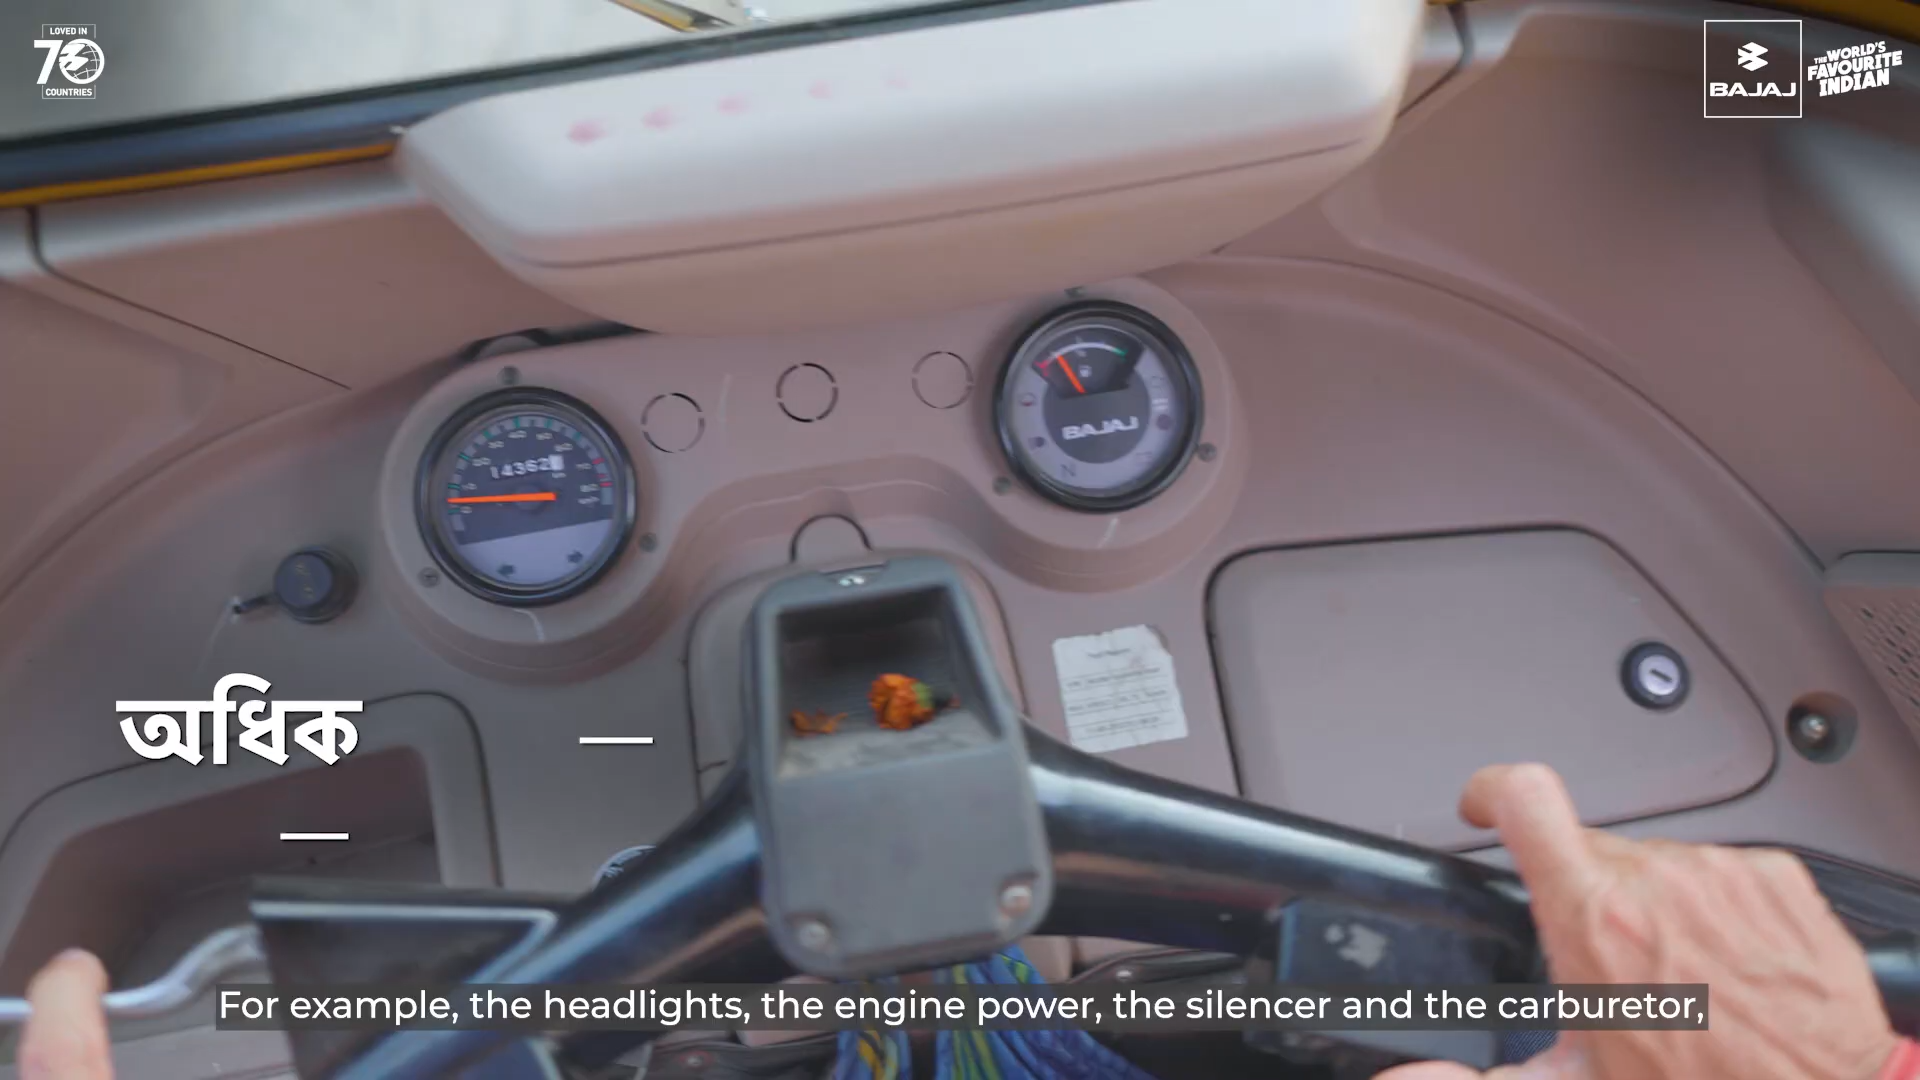 LOVED IN
70
COUNTRIES
BAJAJ
THE WORLD'S
FAVOURITE
INDIAN
14362
BAJAJ
N
অধিক
For example, the headlights, the engine power, the silencer and the carburetor,